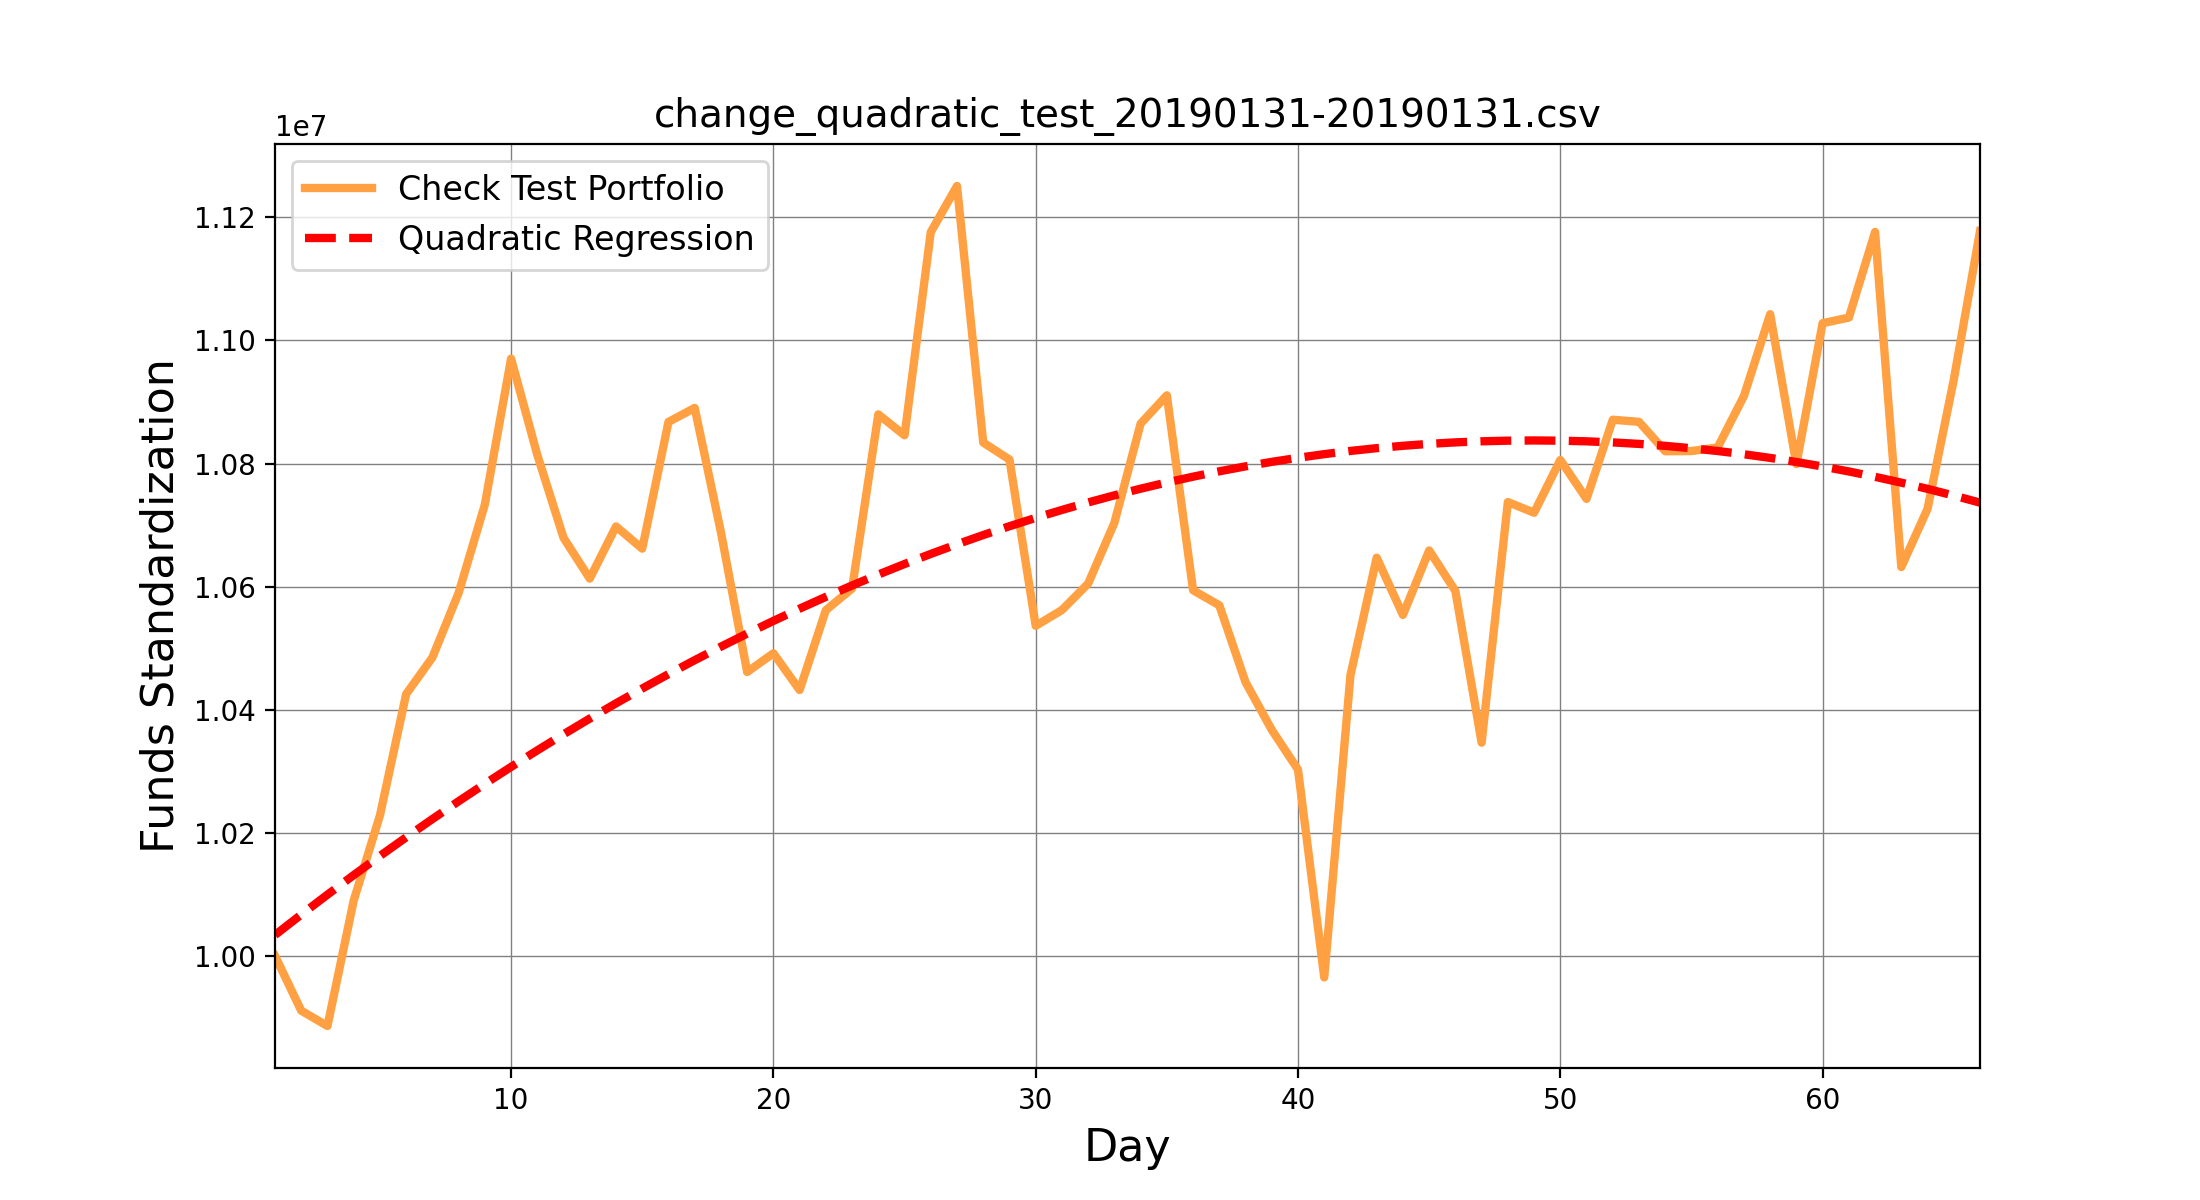 change_quadratic_test_20190131-20190131.csv
1e7
Check Test Portfolio
Quadratic Regression
1.12
1.10
1.08
1.06
1.04
1.02
1.00
Funds Standardization
10 20 30 40 50 60
Day